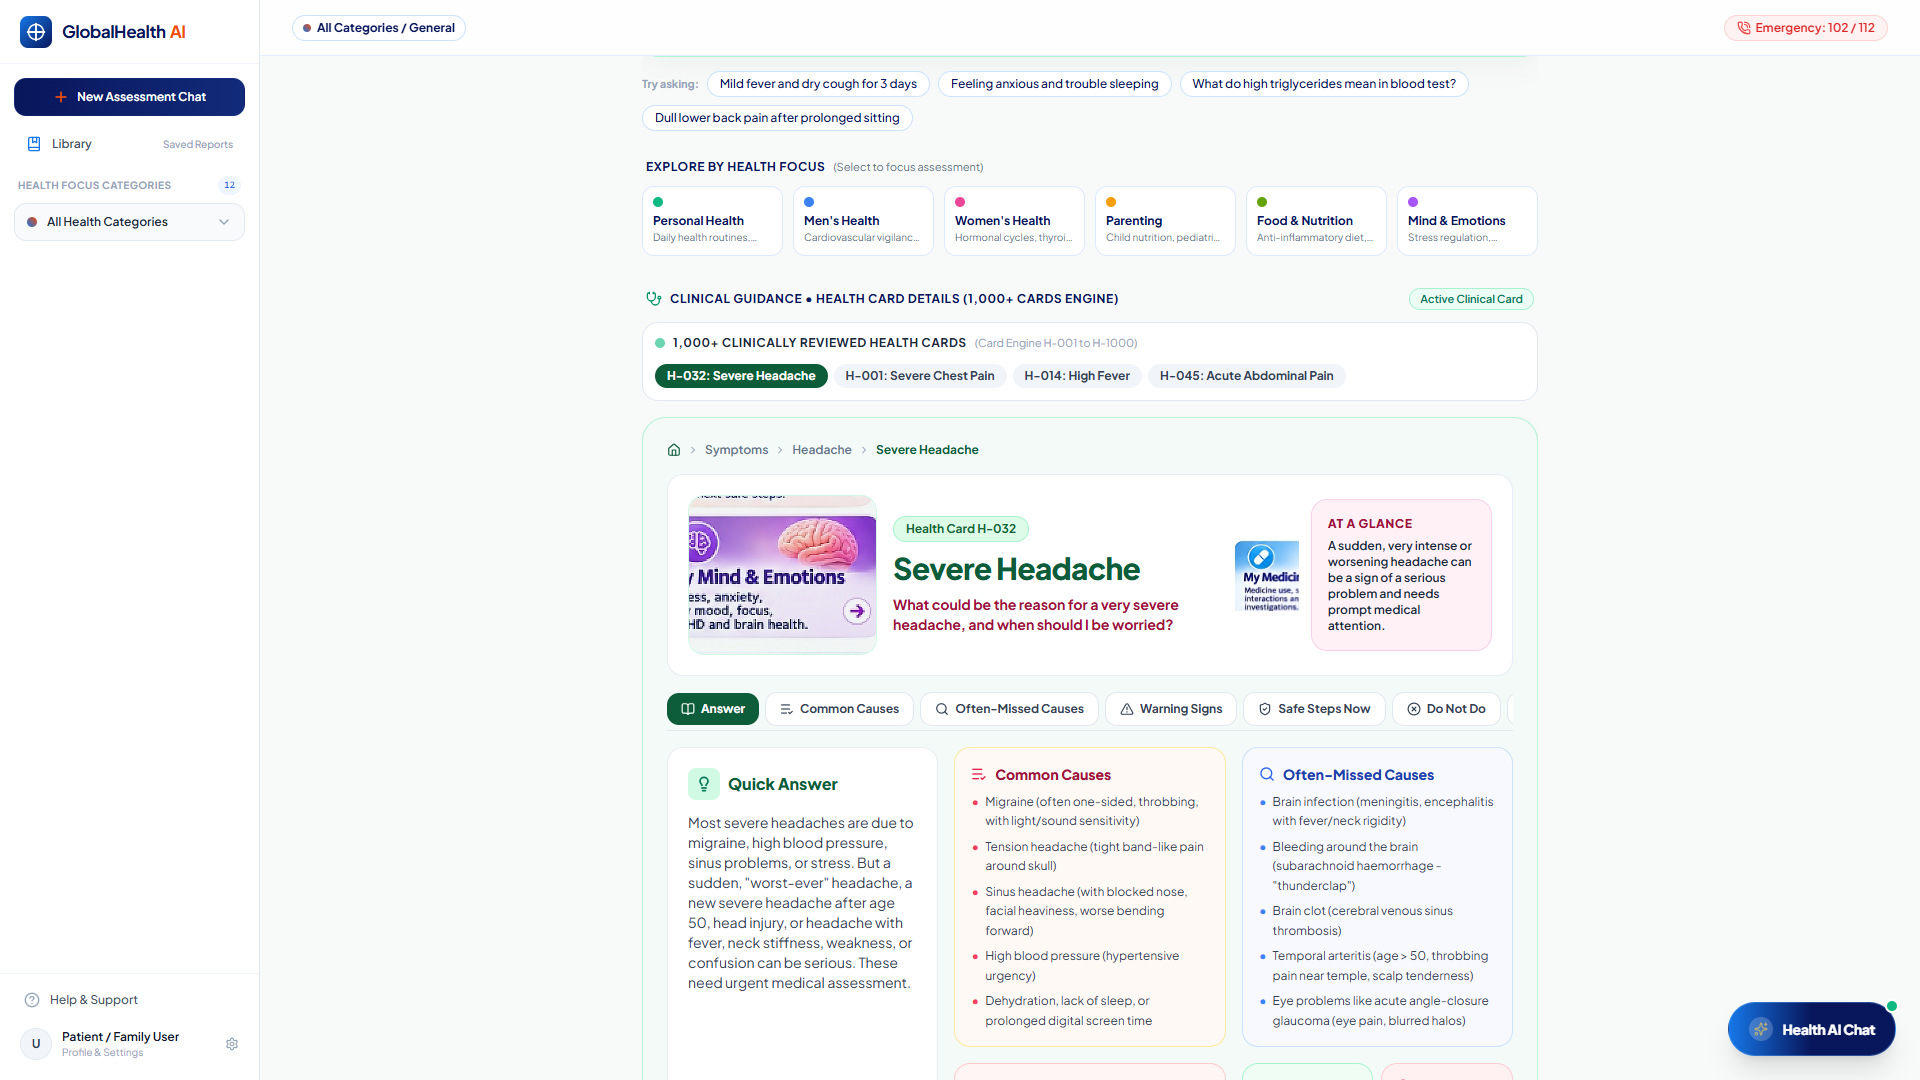 GlobalHealth AI
All Categories / General
Emergency: 102 / 112
New Assessment Chat
Library
Saved Reports
HEALTH FOCUS CATEGORIES
12
All Health Categories
Try asking:
Mild fever and dry cough for 3 days
Feeling anxious and trouble sleeping
What do high triglycerides mean in blood test?
Dull lower back pain after prolonged sitting
EXPLORE BY HEALTH FOCUS (Select to focus assessment)
Personal Health
Daily health routines,...
Men's Health
Cardiovascular vigilanc...
Women's Health
Hormonal cycles, thyroi...
Parenting
Child nutrition, pediatri...
Food & Nutrition
Anti-inflammatory diet,...
Mind & Emotions
Stress regulation,...
CLINICAL GUIDANCE • HEALTH CARD DETAILS (1,000+ CARDS ENGINE)
Active Clinical Card
1,000+ CLINICALLY REVIEWED HEALTH CARDS (Card Engine H-001 to H-1000)
H-032: Severe Headache
H-001: Severe Chest Pain
H-014: High Fever
H-045: Acute Abdominal Pain
Symptoms
Headache
Severe Headache
y Mind & Emotions
ess, anxiety,
mood, focus,
HD and brain health.
Health Card H-032
Severe Headache
What could be the reason for a very severe
headache, and when should I be worried?
My Medicin
Medicine use, s
interactions an
investigations.
AT A GLANCE
A sudden, very intense or
worsening headache can
be a sign of a serious
problem and needs
prompt medical
attention.
Answer
Common Causes
Often-Missed Causes
Warning Signs
Safe Steps Now
Do Not Do
Quick Answer
Most severe headaches are due to
migraine, high blood pressure,
sinus problems, or stress. But a
sudden, "worst-ever" headache, a
new severe headache after age
50, head injury, or headache with
fever, neck stiffness, weakness, or
confusion can be serious. These
need urgent medical assessment.
Common Causes
• Migraine (often one-sided, throbbing,
with light/sound sensitivity)
• Tension headache (tight band-like pain
around skull)
• Sinus headache (with blocked nose,
facial heaviness, worse bending
forward)
• High blood pressure (hypertensive
urgency)
• Dehydration, lack of sleep, or
prolonged digital screen time
Often-Missed Causes
• Brain infection (meningitis, encephalitis
with fever/neck rigidity)
• Bleeding around the brain
(subarachnoid haemorrhage -
"thunderclap")
• Brain clot (cerebral venous sinus
thrombosis)
• Temporal arteritis (age > 50, throbbing
pain near temple, scalp tenderness)
• Eye problems like acute angle-closure
glaucoma (eye pain, blurred halos)
Help & Support
U
Patient / Family User
Profile & Settings
Health AI Chat